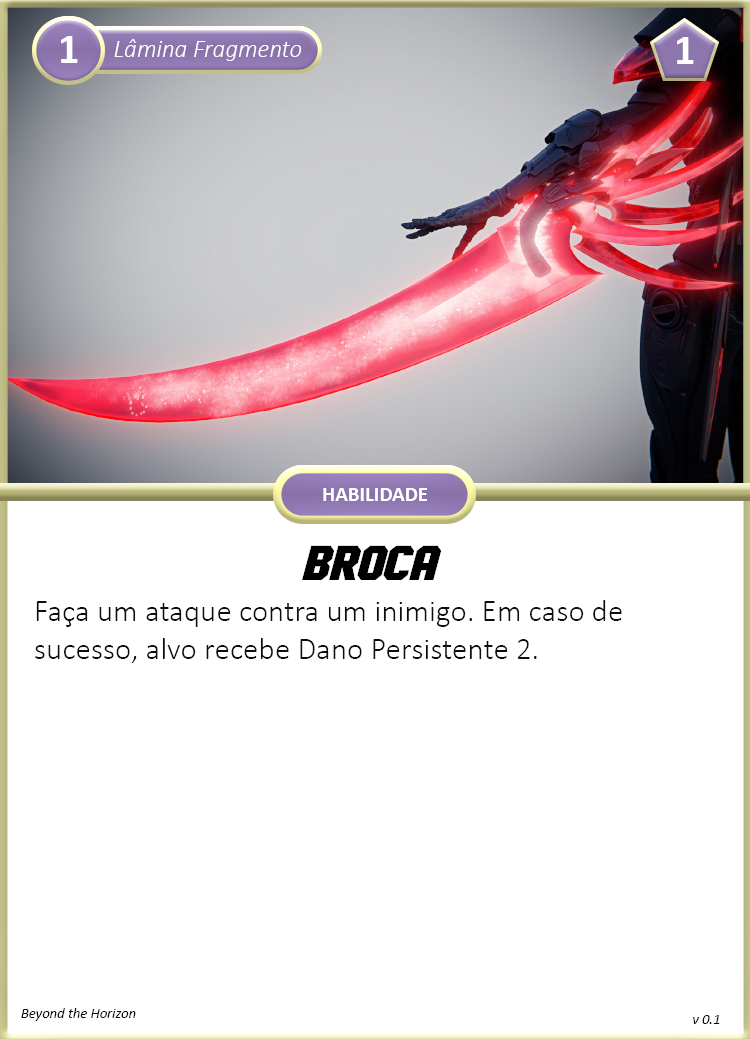 1 Lâmina Fragmento 1
HABILIDADE
BROCA
Faça um ataque contra um inimigo. Em caso de
sucesso, alvo recebe Dano Persistente 2.
Beyond the Horizon
v 0.1